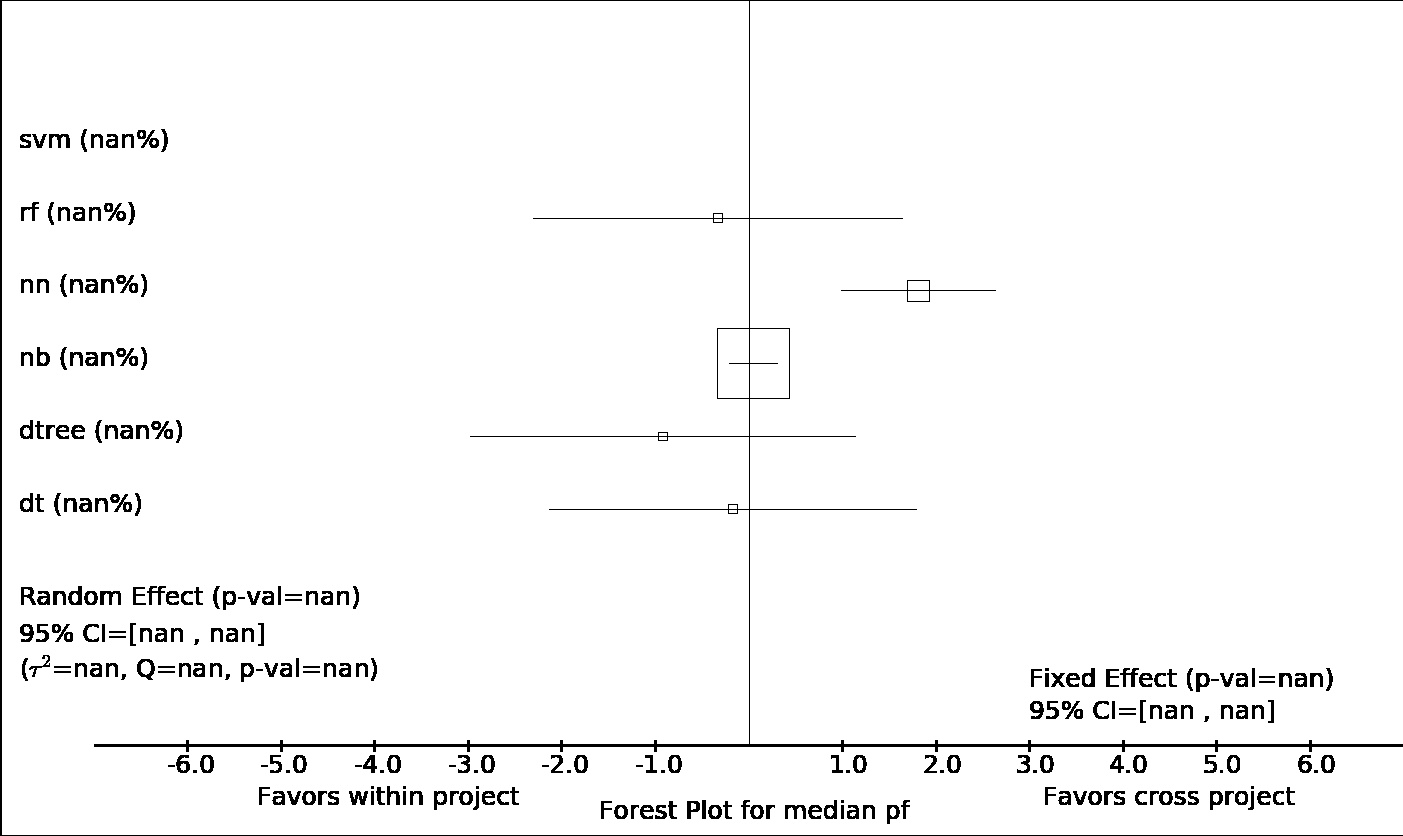 svm (nan%)
rf (nan%)
nn (nan%)
nb (nan%)
dtree (nan%)
dt (nan%)
Random Effect (p-val=nan)
95% CI=[nan , nan]
(τ²=nan, Q=nan, p-val=nan)
Fixed Effect (p-val=nan)
95% CI=[nan , nan]
-6.0 -5.0 -4.0 -3.0 -2.0 -1.0 1.0 2.0 3.0 4.0 5.0 6.0
Favors within project
Favors cross project
Forest Plot for median pf